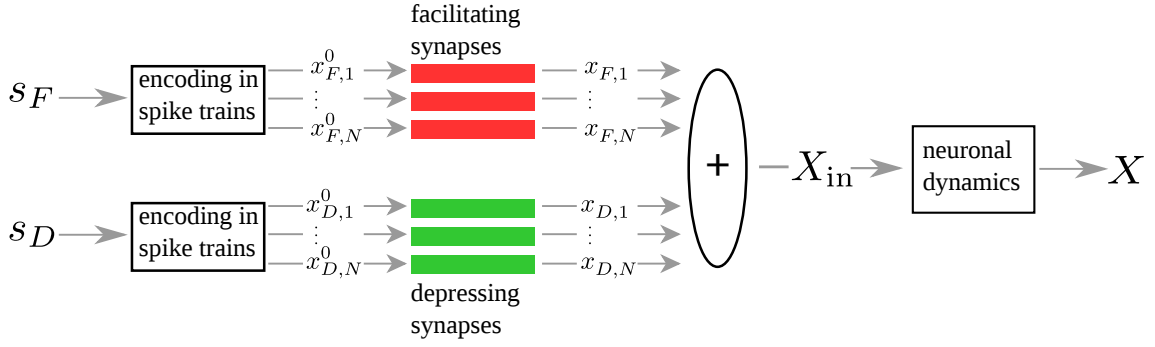 facilitating
synapses
s_F
encoding in
spike trains
x^0_{F,1}
⋮
x^0_{F,N}
x_{F,1}
⋮
x_{F,N}
s_D
encoding in
spike trains
x^0_{D,1}
⋮
x^0_{D,N}
x_{D,1}
⋮
x_{D,N}
depressing
synapses
+
X_in
neuronal
dynamics
X